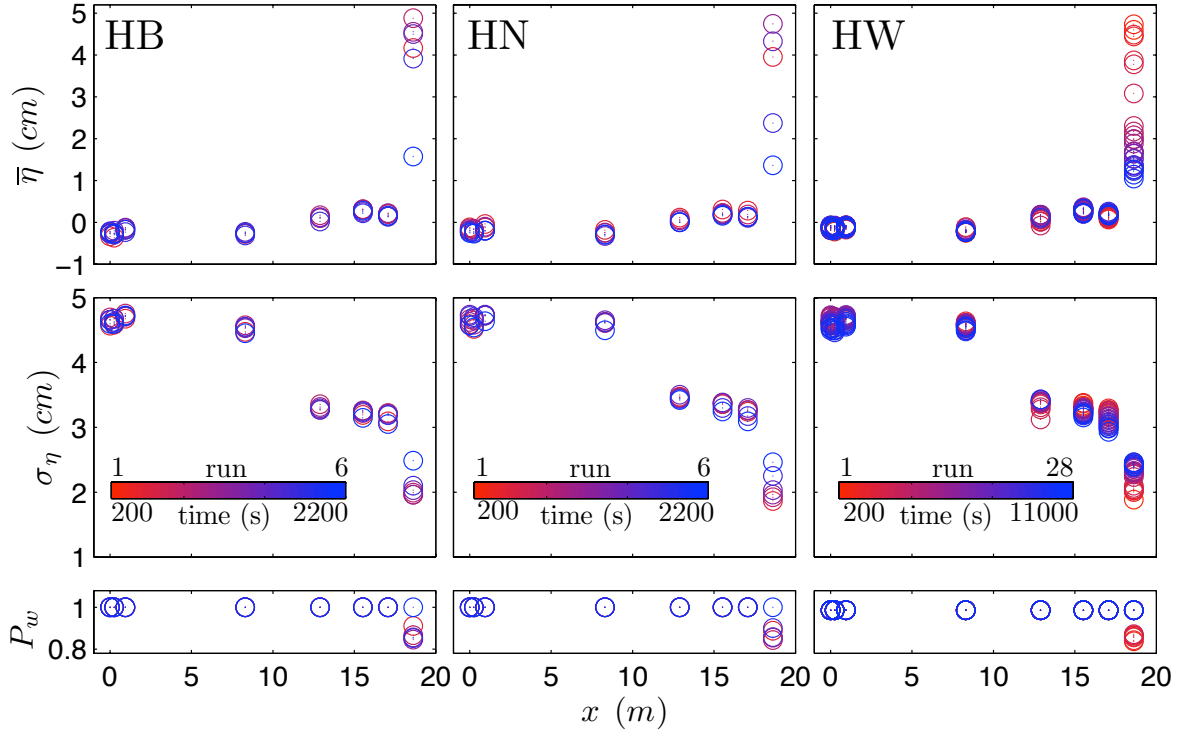 HB HN HW
5
4
3
2
1
0
−1
η̅ (cm)
5
4
3
2
1
σ_η (cm)
1 run 6
200 time (s) 2200
1 run 6
200 time (s) 2200
1 run 28
200 time (s) 11000
1
0.8
P_w
0 5 10 15 20 0 5 10 15 20 0 5 10 15 20
x (m)